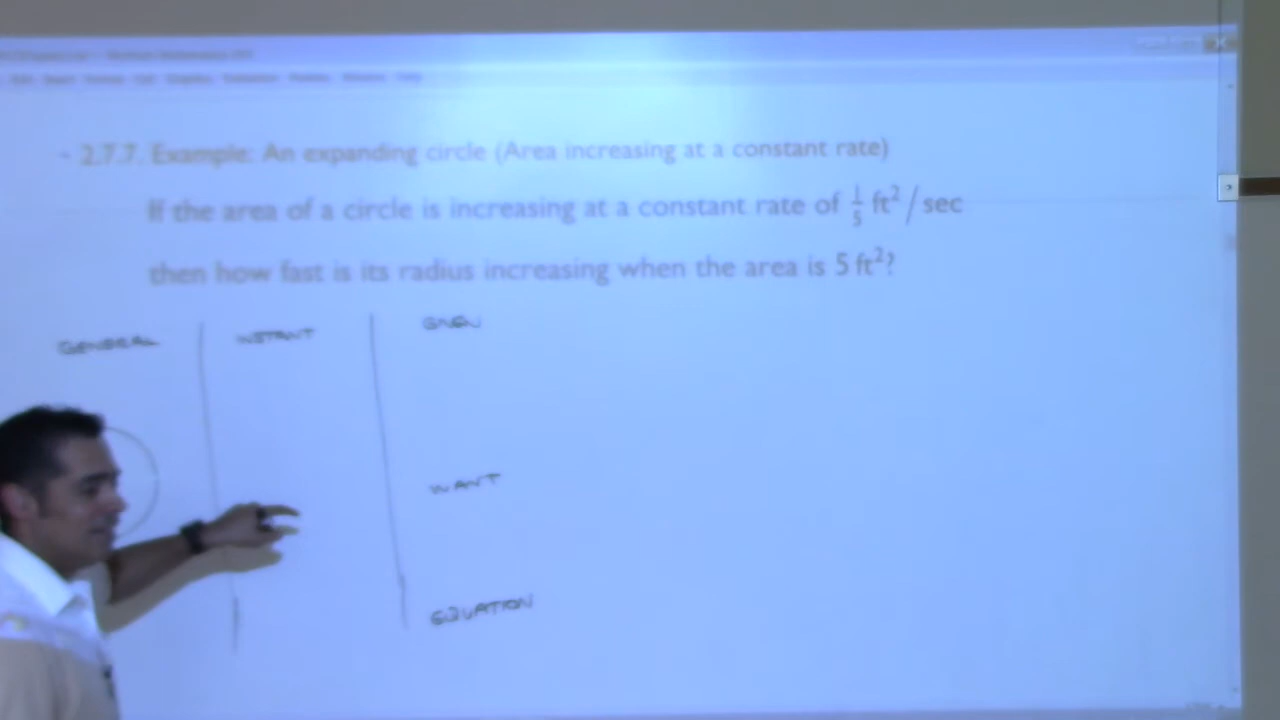 - 2.7.7. Example: An expanding circle (Area increasing at a constant rate)
If the area of a circle is increasing at a constant rate of 1/5 ft²/sec
then how fast is its radius increasing when the area is 5 ft²?
GENERAL INSTANT GIVEN
WANT
EQUATION